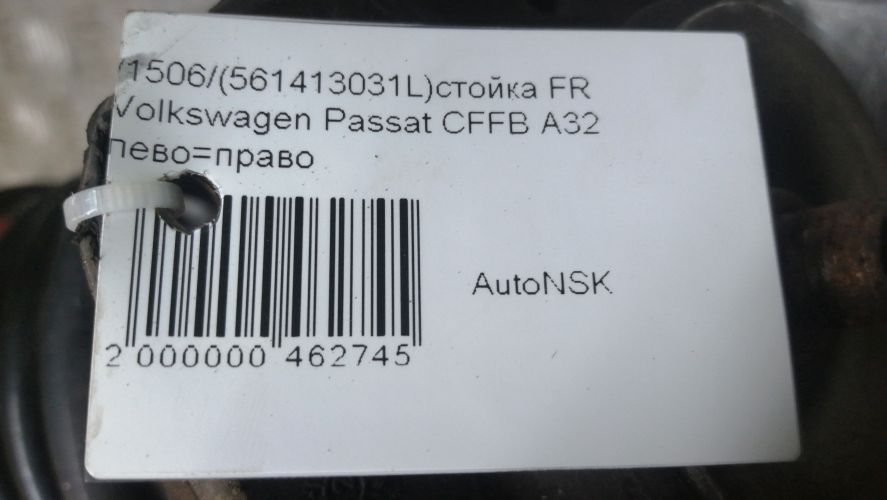 /1506/(561413031L)стойка FR
Volkswagen Passat CFFB A32
лево=право
AutoNSK
2 000000 462745